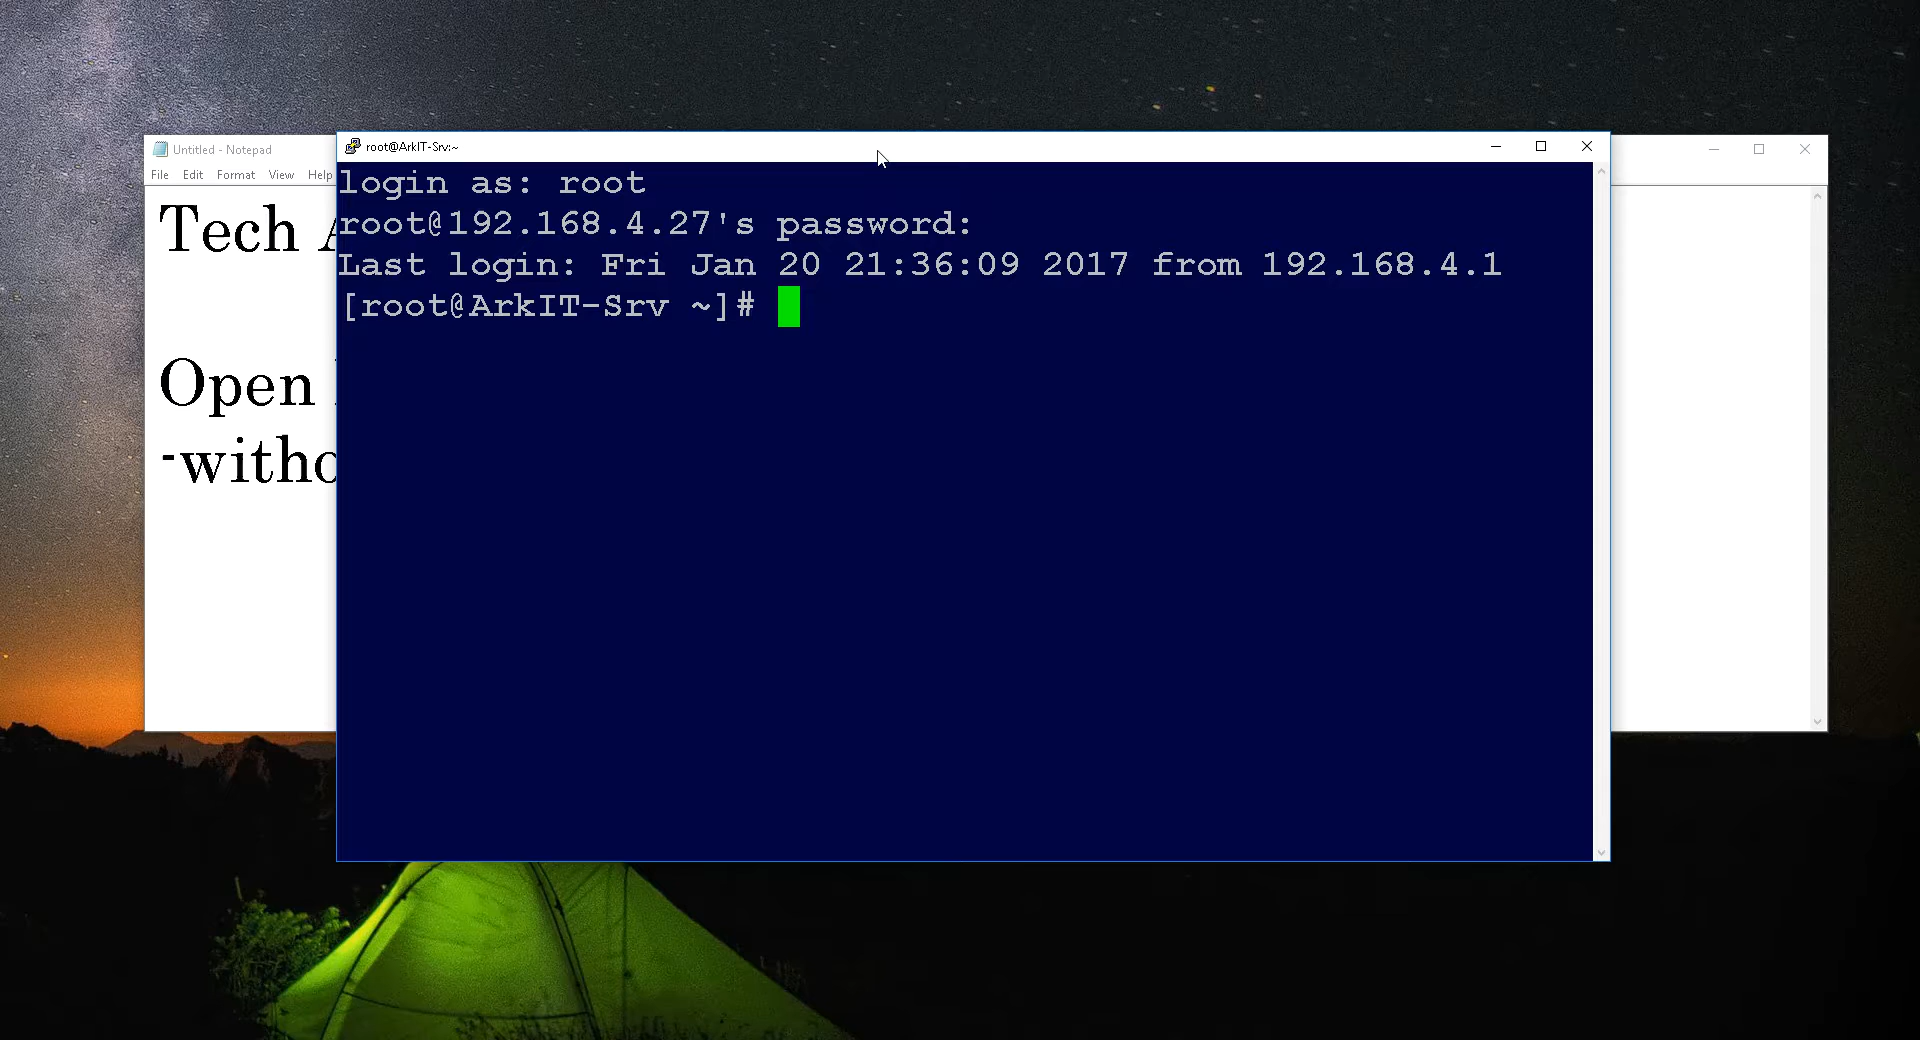 Untitled - Notepad
File Edit Format View Help
Tech
Open
root@ArkIT-Srv:~
login as: root
root@192.168.4.27's password:
Last login: Fri Jan 20 21:36:09 2017 from 192.168.4.1
[root@ArkIT-Srv ~]#